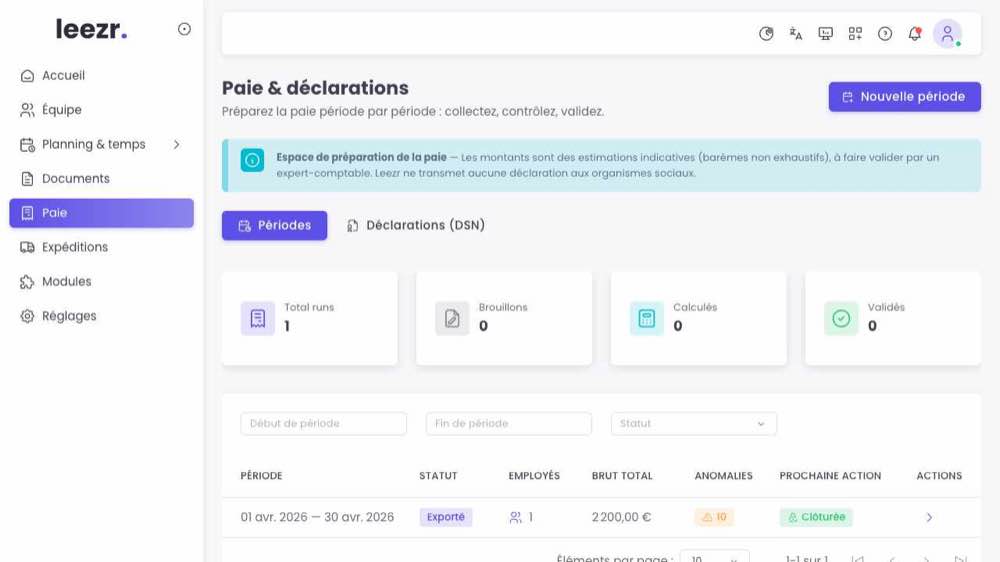 leezr.
Accueil
Équipe
Planning & temps
Documents
Paie
Expéditions
Modules
Réglages
Paie & déclarations
Préparez la paie période par période : collectez, contrôlez, validez.
Nouvelle période
Espace de préparation de la paie — Les montants sont des estimations indicatives (barèmes non exhaustifs), à faire valider par un
expert-comptable. Leezr ne transmet aucune déclaration aux organismes sociaux.
Périodes
Déclarations (DSN)
Total runs
1
Brouillons
0
Calculés
0
Validés
0
Début de période
Fin de période
Statut
PÉRIODE STATUT EMPLOYÉS BRUT TOTAL ANOMALIES PROCHAINE ACTION ACTIONS
01 avr. 2026 — 30 avr. 2026 Exporté 1 2 200,00 € 10 Clôturée
Éléments par page : 10 1-1 sur 1